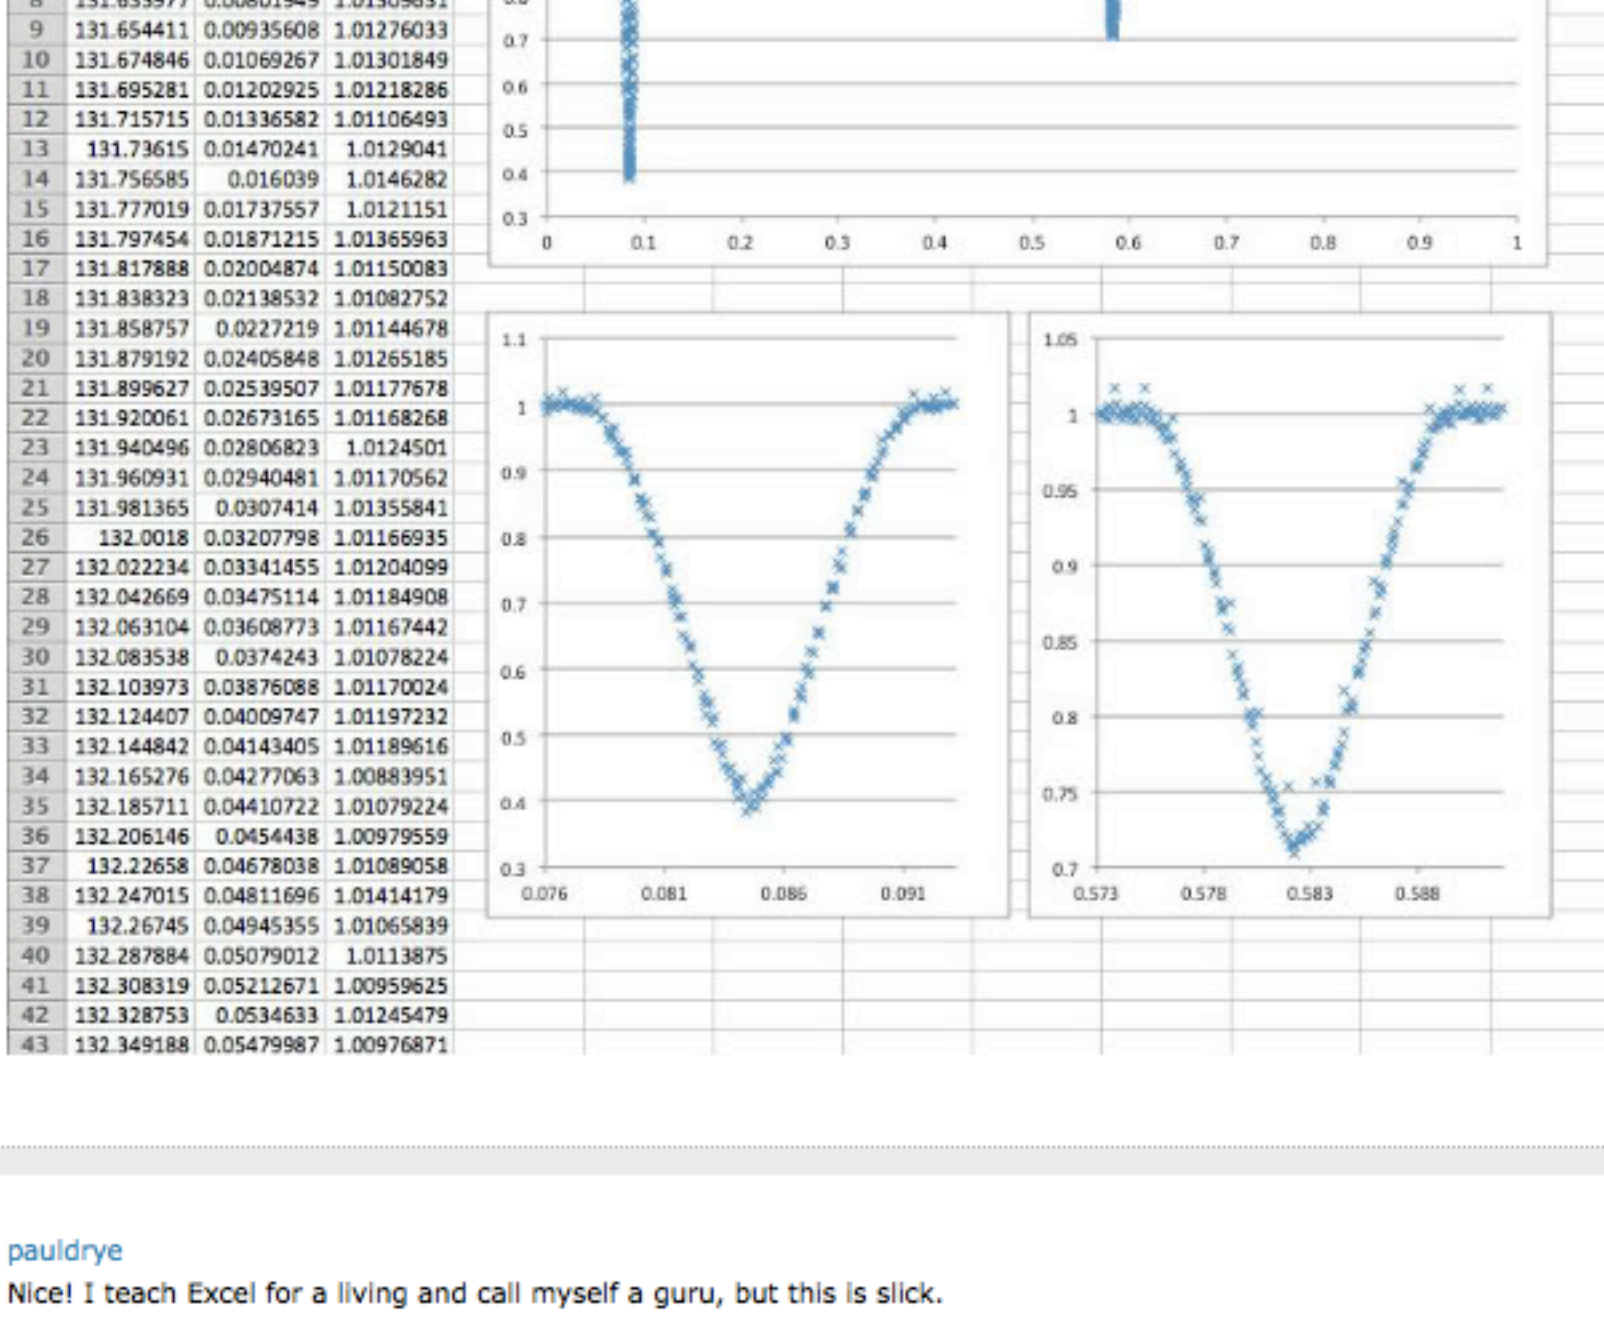 9 131.654411 0.00935608 1.01276033
10 131.674846 0.01069267 1.01301849
11 131.695281 0.01202925 1.01218286
12 131.715715 0.01336582 1.01106493
13 131.73615 0.01470241 1.0129041
14 131.756585 0.016039 1.0146282
15 131.777019 0.01737557 1.0121151
16 131.797454 0.01871215 1.01365963
17 131.817888 0.02004874 1.01150083
18 131.838323 0.02138532 1.01082752
19 131.858757 0.0227219 1.01144678
20 131.879192 0.02405848 1.01265185
21 131.899627 0.02539507 1.01177678
22 131.920061 0.02673165 1.01168268
23 131.940496 0.02806823 1.0124501
24 131.960931 0.02940481 1.01170562
25 131.981365 0.0307414 1.01355841
26 132.0018 0.03207798 1.01166935
27 132.022234 0.03341455 1.01204099
28 132.042669 0.03475114 1.01184908
29 132.063104 0.03608773 1.01167442
30 132.083538 0.0374243 1.01078224
31 132.103973 0.03876088 1.01170024
32 132.124407 0.04009747 1.01197232
33 132.144842 0.04143405 1.01189616
34 132.165276 0.04277063 1.00883951
35 132.185711 0.04410722 1.01079224
36 132.206146 0.0454438 1.00979559
37 132.22658 0.04678038 1.01089058
38 132.247015 0.04811696 1.01414179
39 132.26745 0.04945355 1.01065839
40 132.287884 0.05079012 1.0113875
41 132.308319 0.05212671 1.00959625
42 132.328753 0.0534633 1.01245479
43 132.349188 0.05479987 1.00976871
0.7
0.6
0.5
0.4
0.3
0 0.1 0.2 0.3 0.4 0.5 0.6 0.7 0.8 0.9 1
1.1
1
0.9
0.8
0.7
0.6
0.5
0.4
0.3
0.076 0.081 0.086 0.091
1.05
1
0.95
0.9
0.85
0.8
0.75
0.7
0.573 0.578 0.583 0.588
pauldrye
Nice! I teach Excel for a living and call myself a guru, but this is slick.